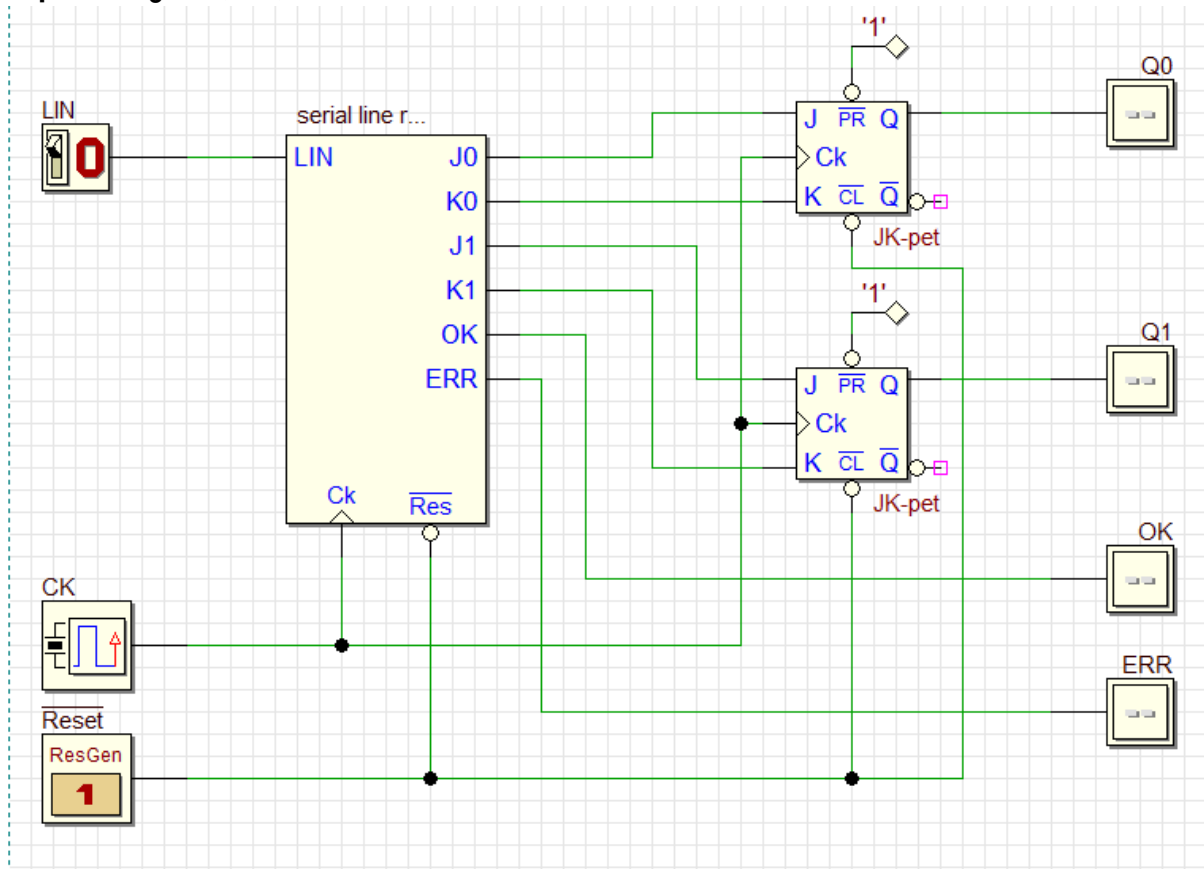 '1'
Q0
LIN
serial line r...
0
LIN
J0
J PR Q
Ck
K0
K CL Q
JK-pet
J1
K1
'1'
Q1
OK
J PR Q
ERR
Ck
K CL Q
JK-pet
Ck
Res
OK
CK
ERR
Reset
ResGen
1